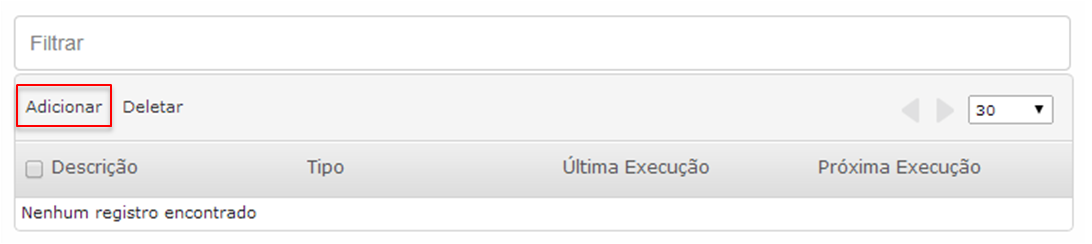 Filtrar
Adicionar Deletar 30
Descrição Tipo Última Execução Próxima Execução
Nenhum registro encontrado